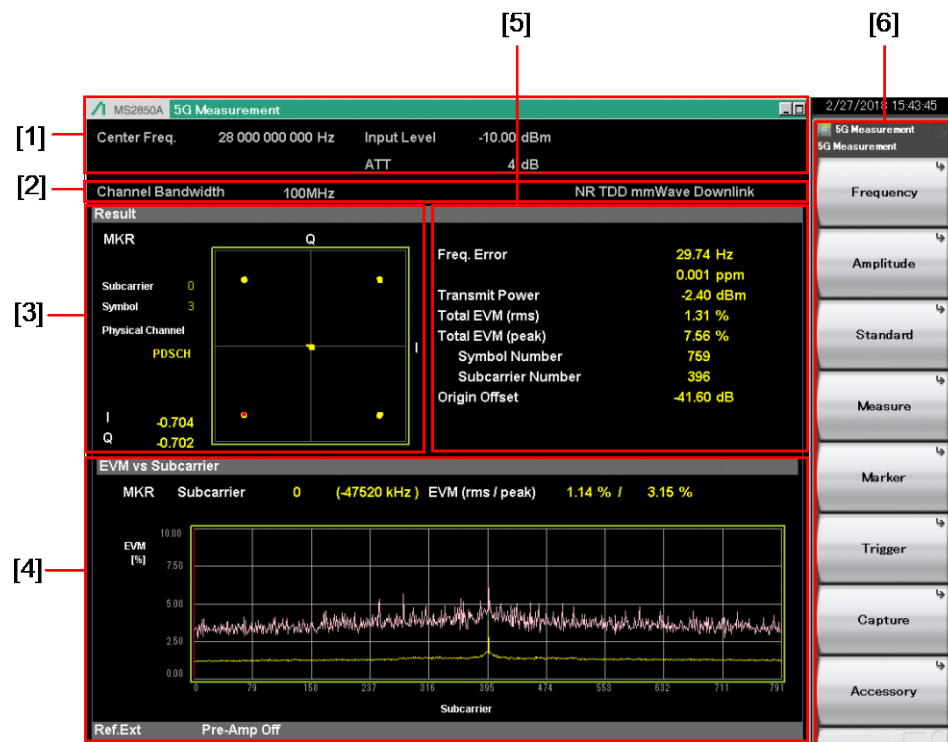 [5]
[6]
MS2850A 5G Measurement
2/27/2018 15:43:45
[1]
Center Freq. 28 000 000 000 Hz Input Level -10.00 dBm
ATT 4 dB
5G Measurement
5G Measurement
[2]
Channel Bandwidth 100MHz NR TDD mmWave Downlink
Frequency
Result
MKR
Q
Subcarrier 0
Symbol 3
Physical Channel
PDSCH
I
I -0.704
Q -0.702
[3]
Freq. Error 29.74 Hz
0.001 ppm
Transmit Power -2.40 dBm
Total EVM (rms) 1.31 %
Total EVM (peak) 7.56 %
Symbol Number 759
Subcarrier Number 396
Origin Offset -41.60 dB
Amplitude
Standard
Measure
EVM vs Subcarrier
MKR Subcarrier 0 (-47520 kHz) EVM (rms / peak) 1.14 % / 3.15 %
Marker
[4]
EVM
[%]
10.00
7.50
5.00
2.50
0.00
0 79 158 237 316 395 474 553 632 711 791
Subcarrier
Trigger
Capture
Accessory
Ref.Ext Pre-Amp Off